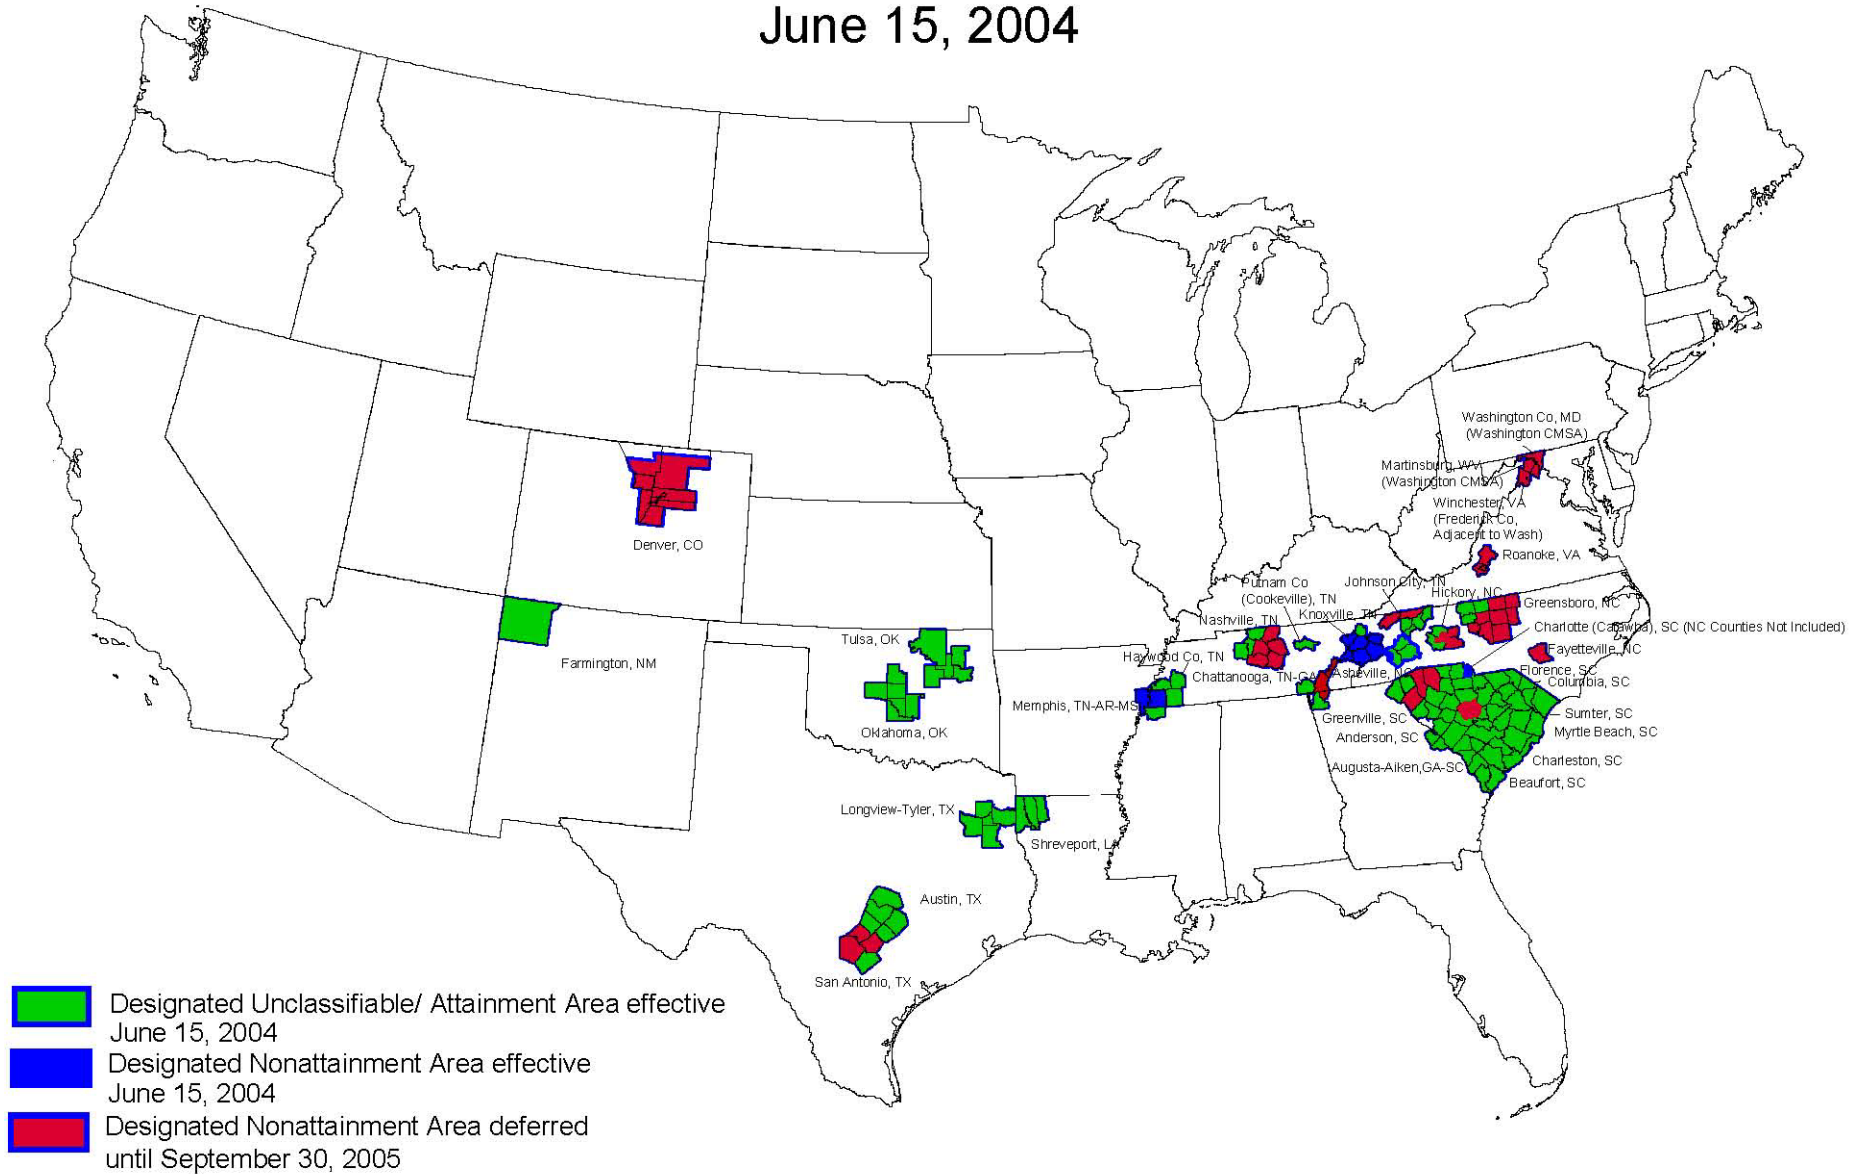 June 15, 2004
Washington Co, MD
(Washington CMSA)
Martinsburg, WV
(Washington CMSA)
Winchester, VA
(Frederick Co,
Adjacent to Wash)
Denver, CO
Roanoke, VA
Putnam Co
(Cookeville), TN
Johnson City, TN
Hickory, NC
Nashville, TN
Knoxville, TN
Greensboro, NC
Charlotte (Catawba), SC (NC Counties Not Included)
Tulsa, OK
Farmington, NM
Haywood Co, TN
Chattanooga, TN-GA
Asheville, NC
Fayetteville, NC
Florence, SC
Columbia, SC
Memphis, TN-AR-MS
Greenville, SC
Sumter, SC
Oklahoma, OK
Anderson, SC
Myrtle Beach, SC
Augusta-Aiken,GA-SC
Charleston, SC
Beaufort, SC
Longview-Tyler, TX
Shreveport, LA
Austin, TX
San Antonio, TX
Designated Unclassifiable/ Attainment Area effective
June 15, 2004
Designated Nonattainment Area effective
June 15, 2004
Designated Nonattainment Area deferred
until September 30, 2005